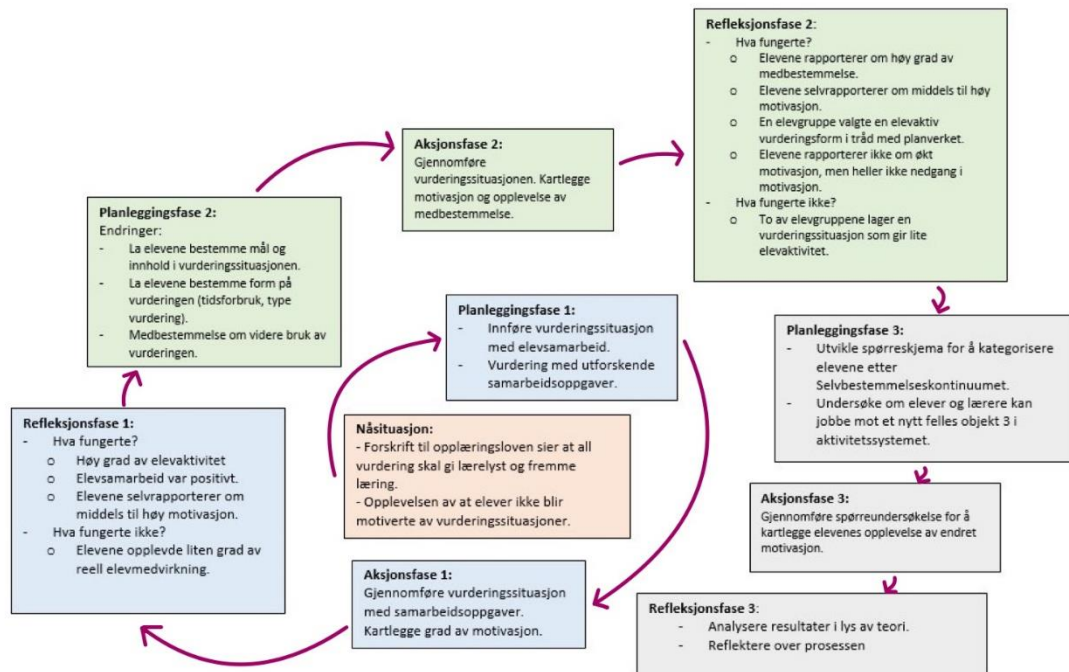 Nåsituasjon:
- Forskrift til opplæringsloven sier at all
vurdering skal gi lærelyst og fremme
læring.
- Opplevelsen av at elever ikke blir
motiverte av vurderingssituasjoner.
Planleggingsfase 1:
- Innføre vurderingssituasjon
med elevsamarbeid.
- Vurdering med utforskende
samarbeidsoppgaver.
Aksjonsfase 1:
Gjennomføre vurderingssituasjon
med samarbeidsoppgaver.
Kartlegge grad av motivasjon.
Refleksjonsfase 1:
- Hva fungerte?
o Høy grad av elevaktivitet
o Elevsamarbeid var positivt.
o Elevene selvrapporterer om
middels til høy motivasjon.
- Hva fungerte ikke?
o Elevene opplevde liten grad av
reell elevmedvirkning.
Planleggingsfase 2:
Endringer:
- La elevene bestemme mål og
innhold i vurderingssituasjonen.
- La elevene bestemme form på
vurderingen (tidsforbruk, type
vurdering).
- Medbestemmelse om videre bruk av
vurderingen.
Aksjonsfase 2:
Gjennomføre
vurderingssituasjonen. Kartlegge
motivasjon og opplevelse av
medbestemmelse.
Refleksjonsfase 2:
- Hva fungerte?
o Elevene rapporterer om høy grad av
medbestemmelse.
o Elevene selvrapporterer om middels til høy
motivasjon.
o En elevgruppe valgte en elevaktiv
vurderingsform i tråd med planverket.
o Elevene rapporterer ikke om økt
motivasjon, men heller ikke nedgang i
motivasjon.
- Hva fungerte ikke?
o To av elevgruppene lager en
vurderingssituasjon som gir lite
elevaktivitet.
Planleggingsfase 3:
- Utvikle spørreskjema for å kategorisere
elevene etter
Selvbestemmelseskontinuumet.
- Undersøke om elever og lærere kan
jobbe mot et nytt felles objekt 3 i
aktivitetssystemet.
Aksjonsfase 3:
Gjennomføre spørreundersøkelse for å
kartlegge elevenes opplevelse av endret
motivasjon.
Refleksjonsfase 3:
- Analysere resultater i lys av teori.
- Reflektere over prosessen